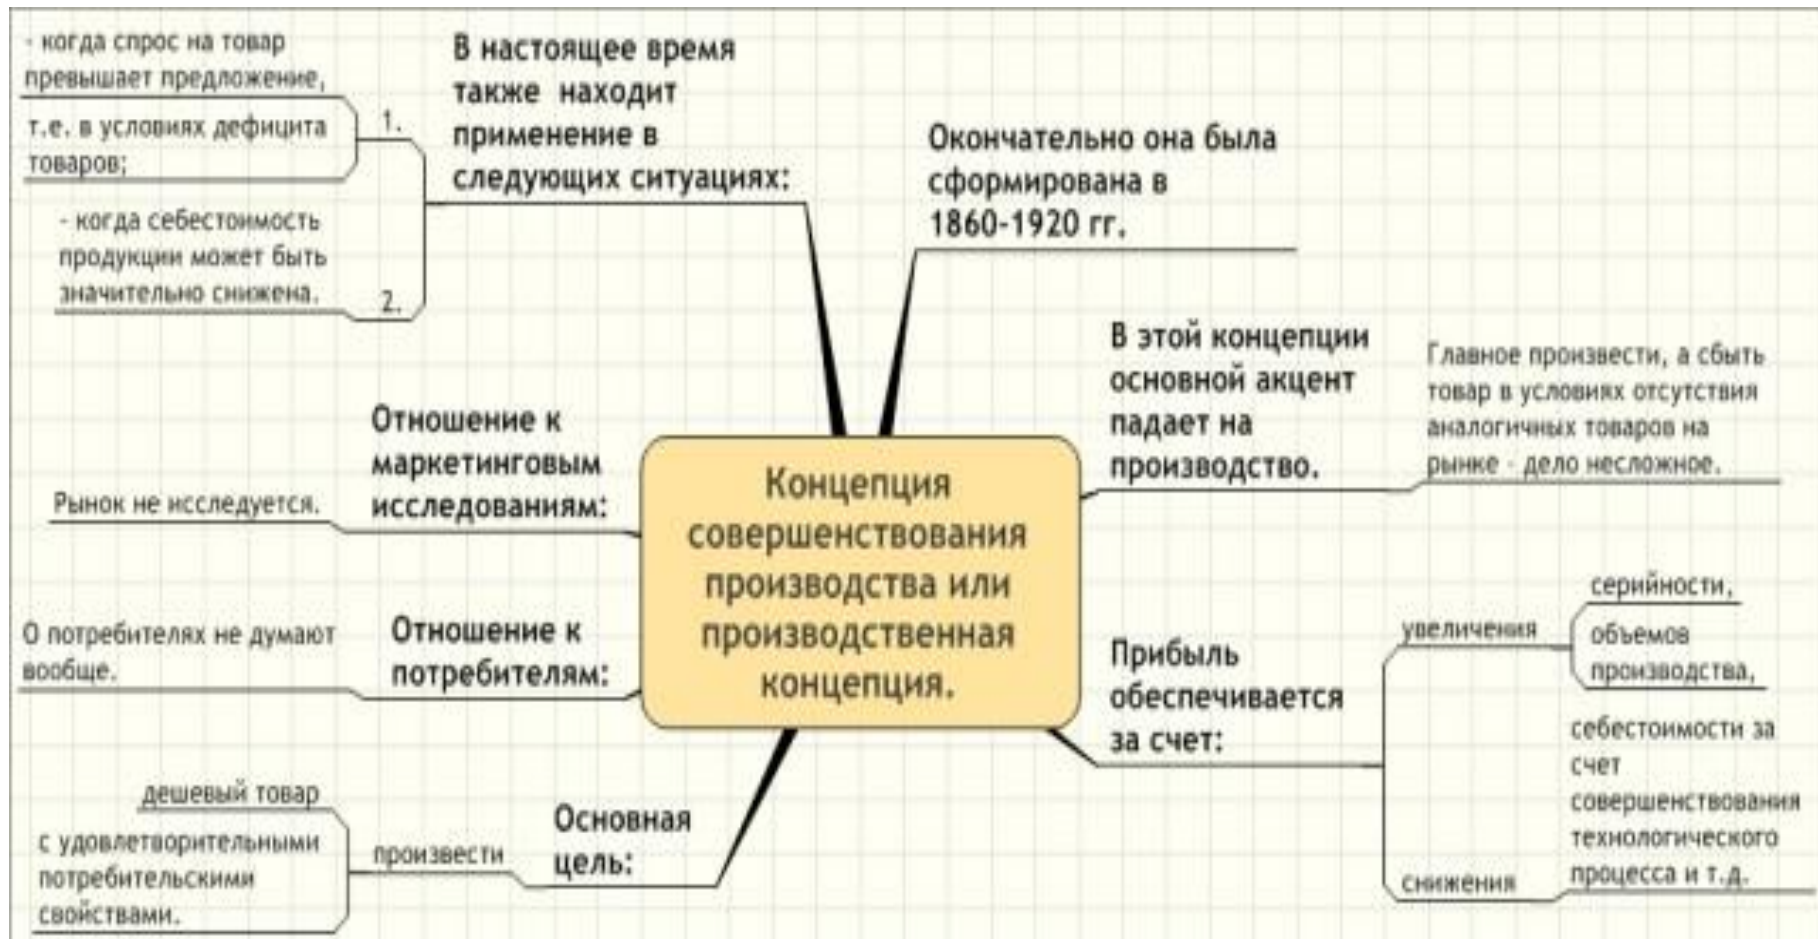 Концепция
совершенствования
производства или
производственная
концепция.
Окончательно она была
сформирована в
1860-1920 гг.
В этой концепции
основной акцент
падает на
производство.
Главное произвести, а сбыть
товар в условиях отсутствия
аналогичных товаров на
рынке - дело несложное.
Прибыль
обеспечивается
за счет:
увеличения
серийности,
объемов
производства,
снижения
себестоимости за
счет
совершенствования
технологического
процесса и т.д.
Основная
цель:
произвести
дешевый товар
с удовлетворительными
потребительскими
свойствами.
Отношение к
потребителям:
О потребителях не думают
вообще.
Отношение к
маркетинговым
исследованиям:
Рынок не исследуется.
В настоящее время
также находит
применение в
следующих ситуациях:
1.
- когда спрос на товар
превышает предложение,
т.е. в условиях дефицита
товаров;
2.
- когда себестоимость
продукции может быть
значительно снижена.